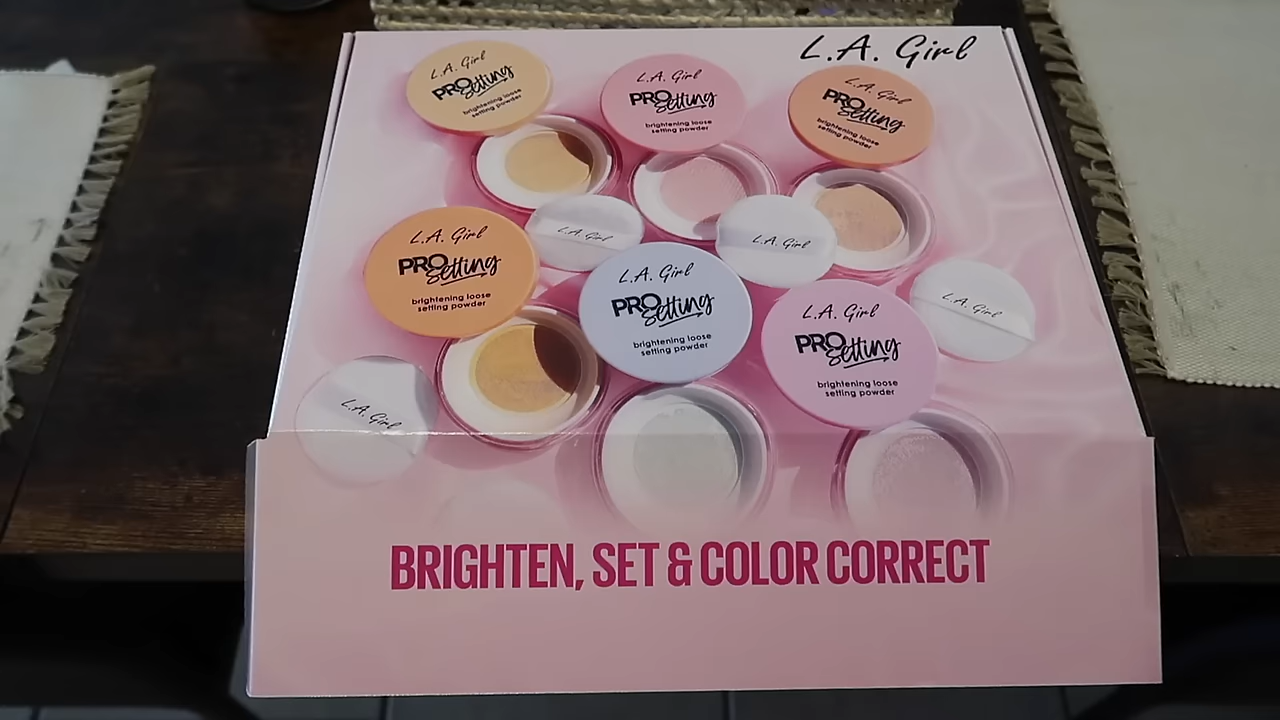 L.A. Girl
L.A. Girl
PRO
Setting
brightening loose
setting powder
L.A. Girl
PRO
Setting
brightening loose
setting powder
L.A. Girl
PRO
Setting
brightening loose
setting powder
L.A. Girl
L.A. Girl
L.A. Girl
PRO
Setting
brightening loose
setting powder
L.A. Girl
PRO
Setting
brightening loose
setting powder
L.A. Girl
PRO
Setting
brightening loose
setting powder
L.A. Girl
L.A. Girl
BRIGHTEN, SET & COLOR CORRECT